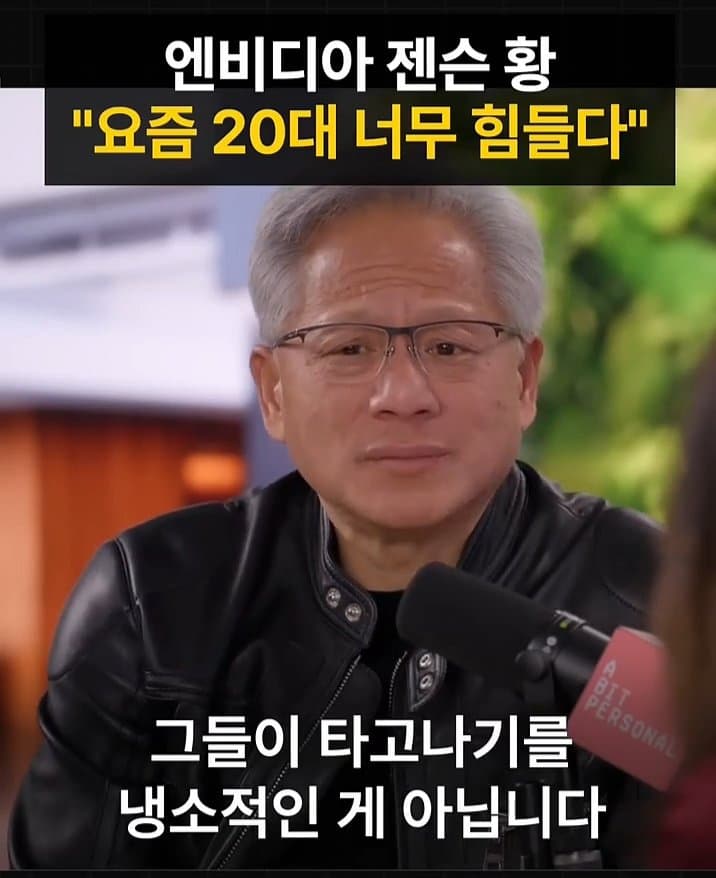 엔비디아 젠슨 황
"요즘 20대 너무 힘들다"
A
BIT
PERSONAL
그들이 타고나기를
냉소적인 게 아닙니다